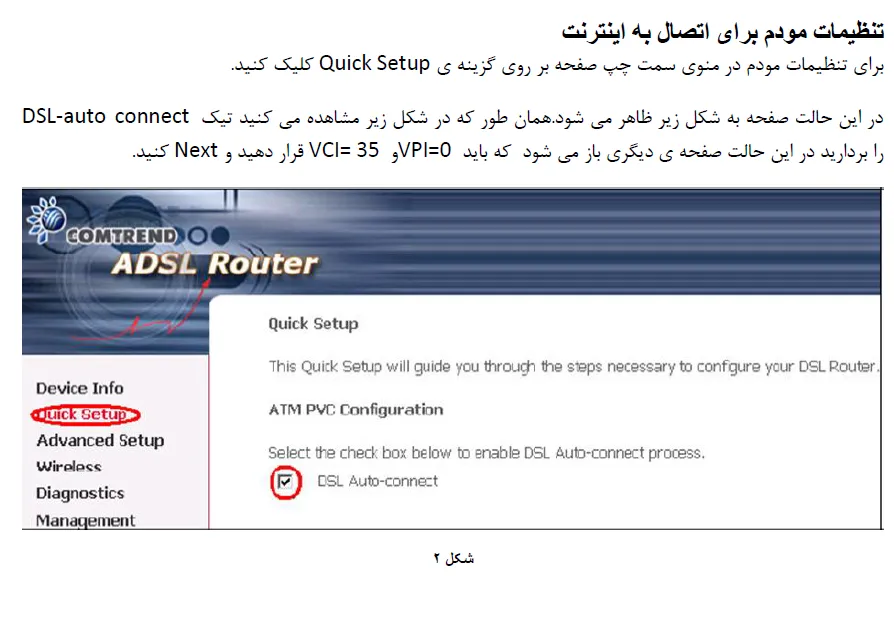 تنظیمات مودم برای اتصال به اینترنت
برای تنظیمات مودم در منوی سمت چپ صفحه بر روی گزینه ی Quick Setup کلیک کنید.
در این حالت صفحه به شکل زیر ظاهر می شود.همان طور که در شکل زیر مشاهده می کنید تیک DSL-auto connect
را بردارید در این حالت صفحه ی دیگری باز می شود که باید VPI=0و VCI= 35 قرار دهید و Next کنید.
COMTREND
ADSL Router
Quick Setup
This Quick Setup will guide you through the steps necessary to configure your DSL Router.
ATM PVC Configuration
Select the check box below to enable DSL Auto-connect process.
DSL Auto-connect
Device Info
Quick Setup
Advanced Setup
Wireless
Diagnostics
Management
شکل ۲